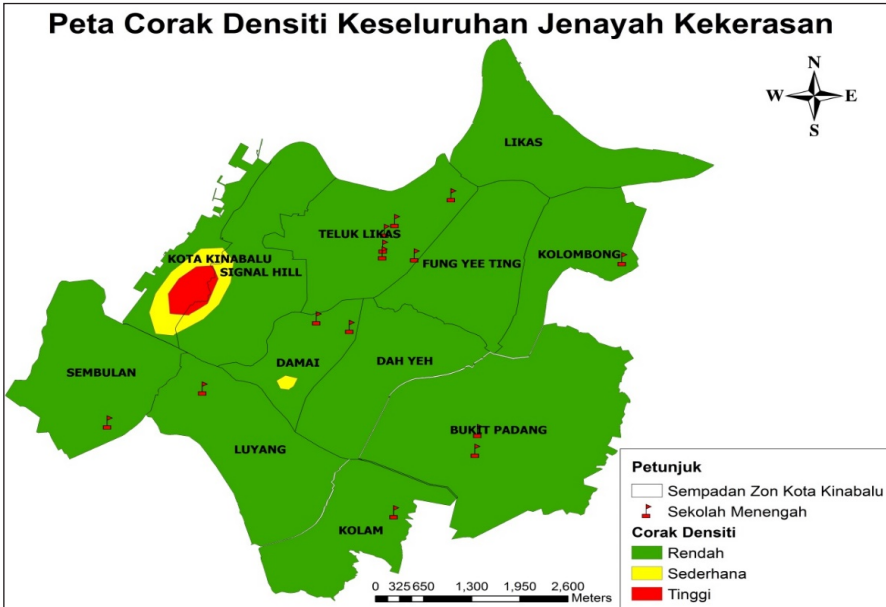 Peta Corak Densiti Keseluruhan Jenayah Kekerasan
N
W E
S
LIKAS
TELUK LIKAS
KOTA KINABALU
SIGNAL HILL
FUNG YEE TING
KOLOMBONG
SEMBULAN
DAMAI
DAH YEH
LUYANG
BUKIT PADANG
KOLAM
Petunjuk
Sempadan Zon Kota Kinabalu
Sekolah Menengah
Corak Densiti
Rendah
Sederhana
Tinggi
0 325 650 1,300 1,950 2,600
Meters